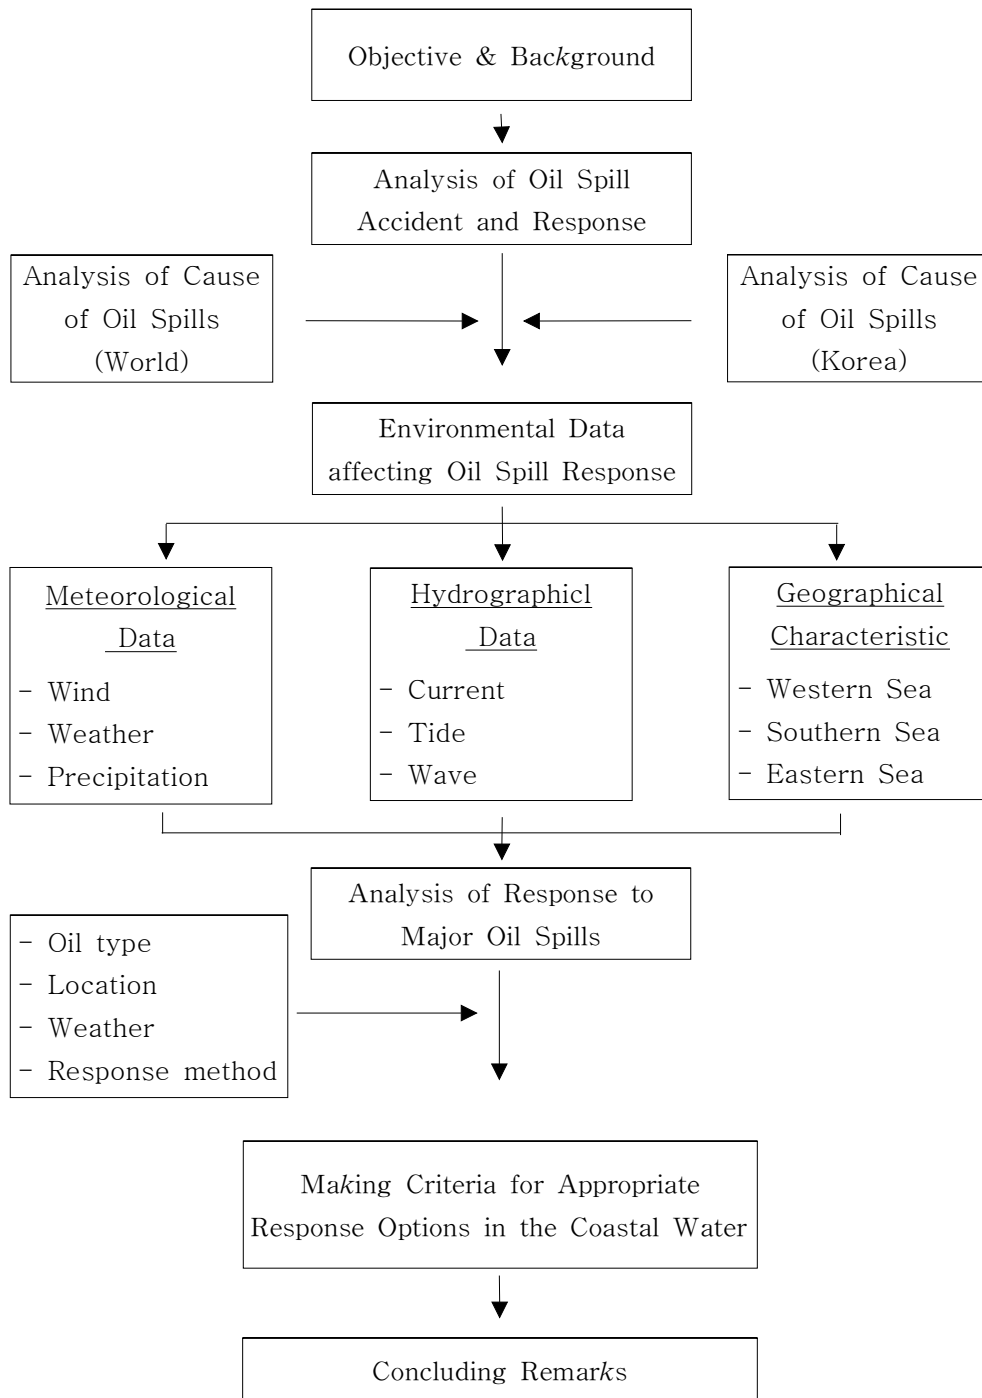 Objective & Background
Analysis of Oil Spill
Accident and Response
Analysis of Cause
of Oil Spills
(World)
Analysis of Cause
of Oil Spills
(Korea)
Environmental Data
affecting Oil Spill Response
Meteorological
Data
- Wind
- Weather
- Precipitation
Hydrographicl
Data
- Current
- Tide
- Wave
Geographical
Characteristic
- Western Sea
- Southern Sea
- Eastern Sea
Analysis of Response to
Major Oil Spills
- Oil type
- Location
- Weather
- Response method
Making Criteria for Appropriate
Response Options in the Coastal Water
Concluding Remarks